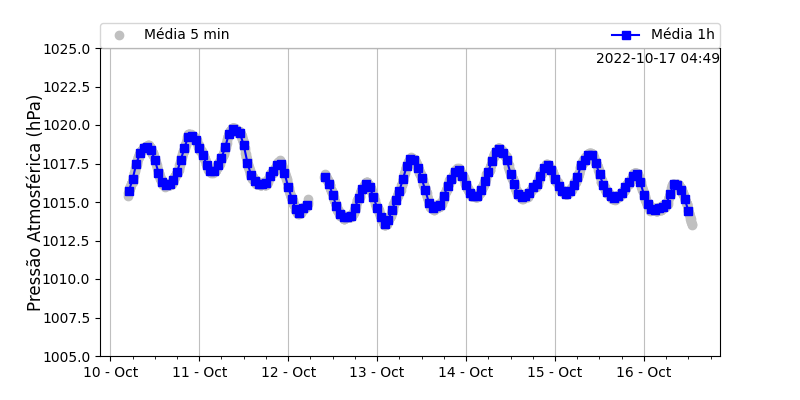 Média 5 min
Média 1h
2022-10-17 04:49
Pressão Atmosférica (hPa)
1025.0
1022.5
1020.0
1017.5
1015.0
1012.5
1010.0
1007.5
1005.0
10 - Oct
11 - Oct
12 - Oct
13 - Oct
14 - Oct
15 - Oct
16 - Oct